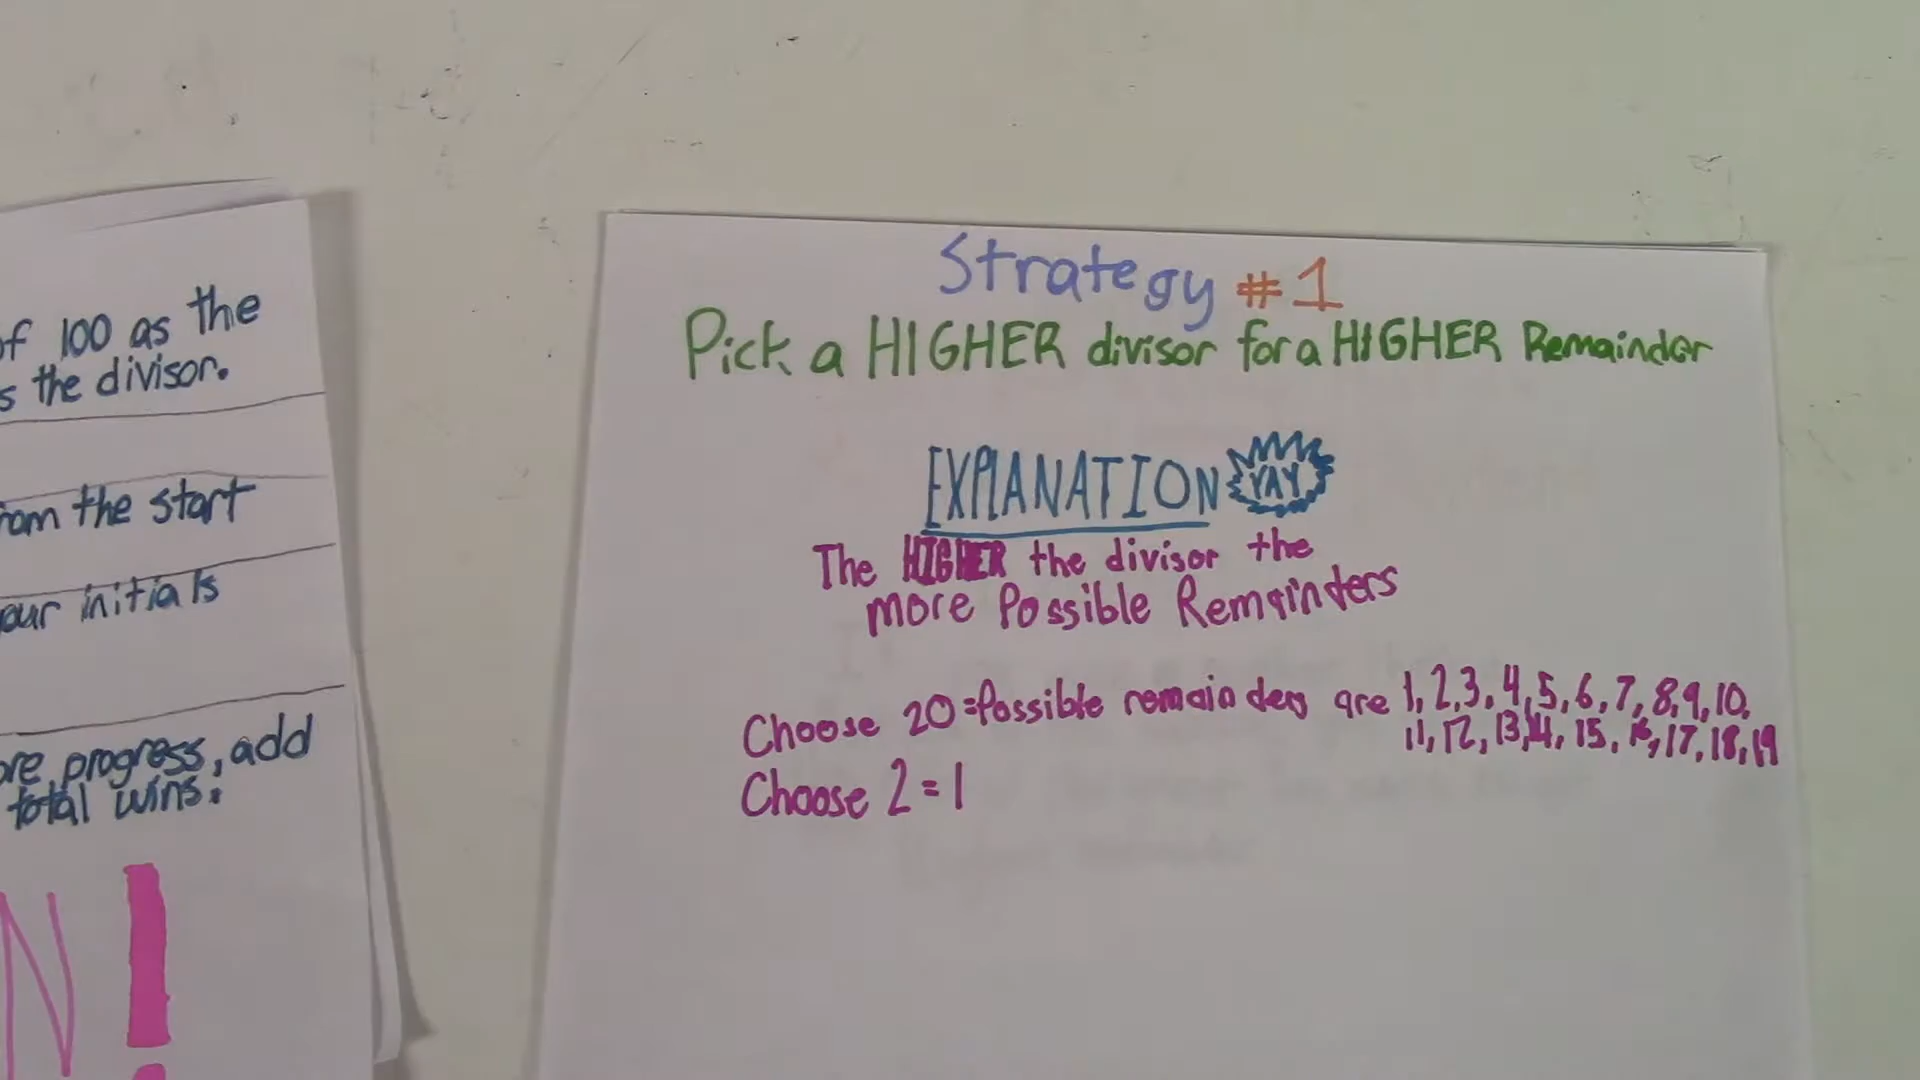 of 100 as the
the divisor.
the start
initials
progress, add
total wins.
N!
Strategy #1
Pick a HIGHER divisor for a HIGHER Remainder
EXPLANATION YAY
The HIGHER the divisor the
more Possible Remainders
Choose 20=Possible remainders are 1, 2, 3, 4, 5, 6, 7, 8, 9, 10,
11, 12, 13, 14, 15, 16, 17, 18, 19
Choose 2 = 1